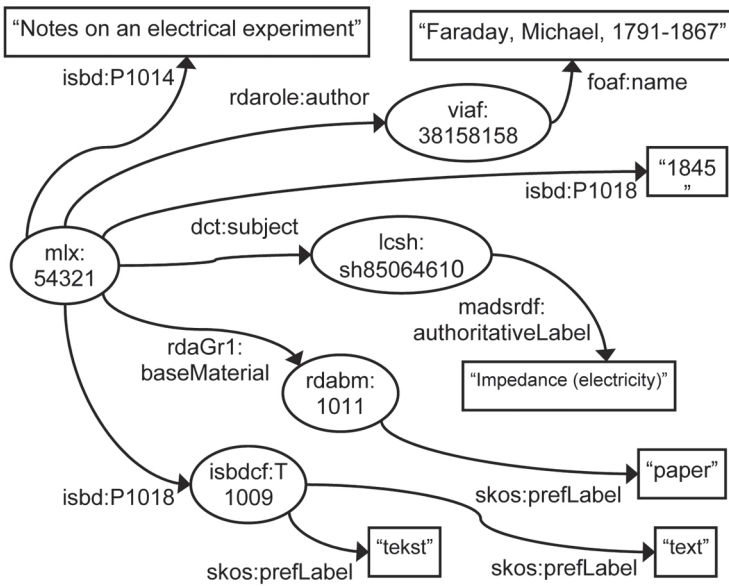 “Notes on an electrical experiment”
“Faraday, Michael, 1791-1867”
isbd:P1014
foaf:name
rdarole:author
viaf:
38158158
“1845
”
isbd:P1018
dct:subject
lcsh:
sh85064610
mlx:
54321
madsrdf:
authoritativeLabel
rdaGr1:
baseMaterial
“Impedance (electricity)”
rdabm:
1011
isbdcf:T
1009
“paper”
isbd:P1018
skos:prefLabel
“tekst”
“text”
skos:prefLabel
skos:prefLabel